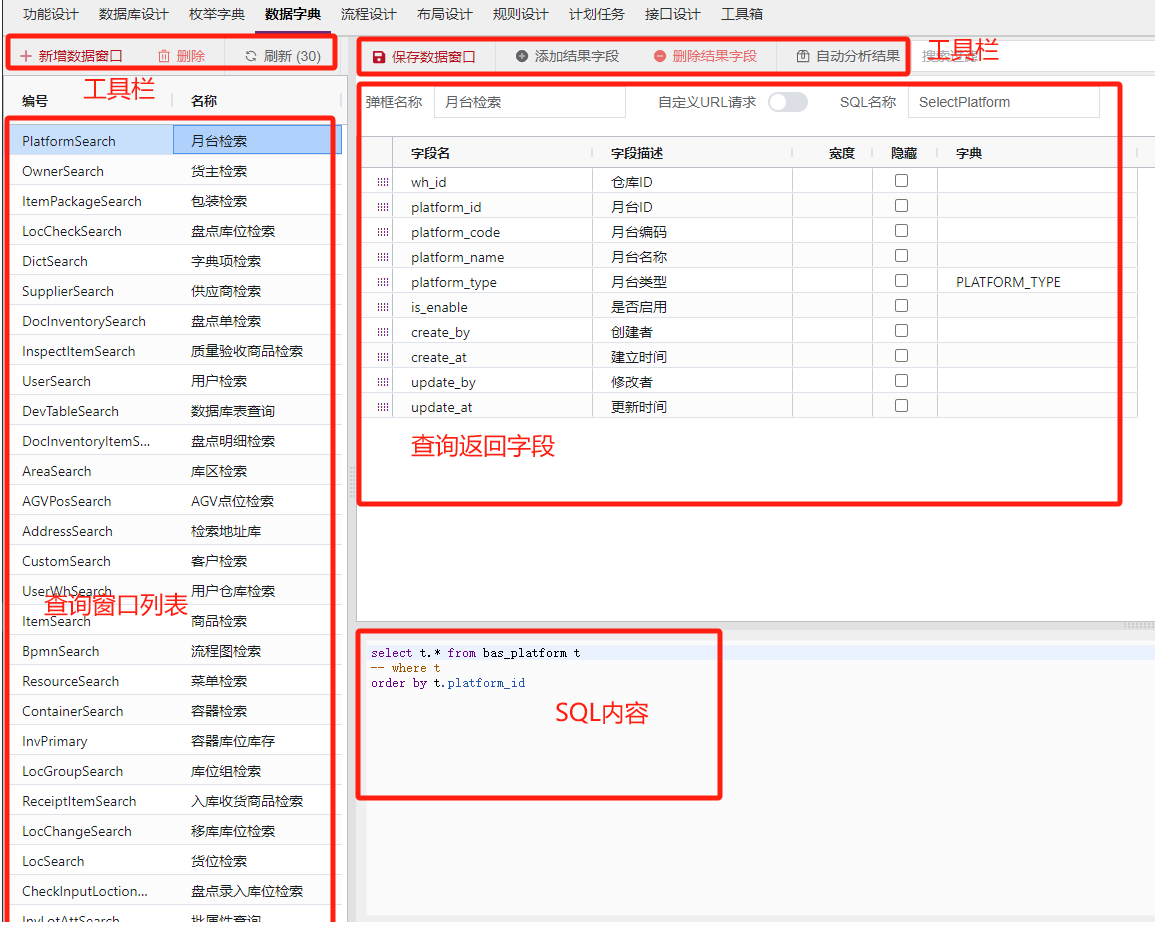 功能设计 数据库设计 枚举字典 数据字典 流程设计 布局设计 规则设计 计划任务 接口设计 工具箱
新增数据窗口 删除 刷新 (30)
工具栏
编号 名称
PlatformSearch 月台检索
OwnerSearch 货主检索
ItemPackageSearch 包装检索
LocCheckSearch 盘点库位检索
DictSearch 字典项检索
SupplierSearch 供应商检索
DocInventorySearch 盘点单检索
InspectItemSearch 质量验收商品检索
UserSearch 用户检索
DevTableSearch 数据库表查询
DocInventoryItemS... 盘点明细检索
AreaSearch 库区检索
AGVPosSearch AGV点位检索
AddressSearch 检索地址库
CustomSearch 客户检索
UserWhSearch 用户仓库检索
查询窗口列表
ItemSearch 商品检索
BpmnSearch 流程图检索
ResourceSearch 菜单检索
ContainerSearch 容器检索
InvPrimary 容器库位库存
LocGroupSearch 库位组检索
ReceiptItemSearch 入库收货商品检索
LocChangeSearch 移库库位检索
LocSearch 货位检索
CheckInputLoction... 盘点录入库位检索
InvLotAttSearch 批属性查询
保存数据窗口 添加结果字段 删除结果字段 自动分析结果
工具栏
弹框名称 月台检索 自定义URL请求 SQL名称 SelectPlatform
字段名 字段描述 宽度 隐藏 字典
wh_id 仓库ID
platform_id 月台ID
platform_code 月台编码
platform_name 月台名称
platform_type 月台类型 PLATFORM_TYPE
is_enable 是否启用
create_by 创建者
create_at 建立时间
update_by 修改者
update_at 更新时间
查询返回字段
select t.* from bas_platform t
-- where t
order by t.platform_id
SQL内容